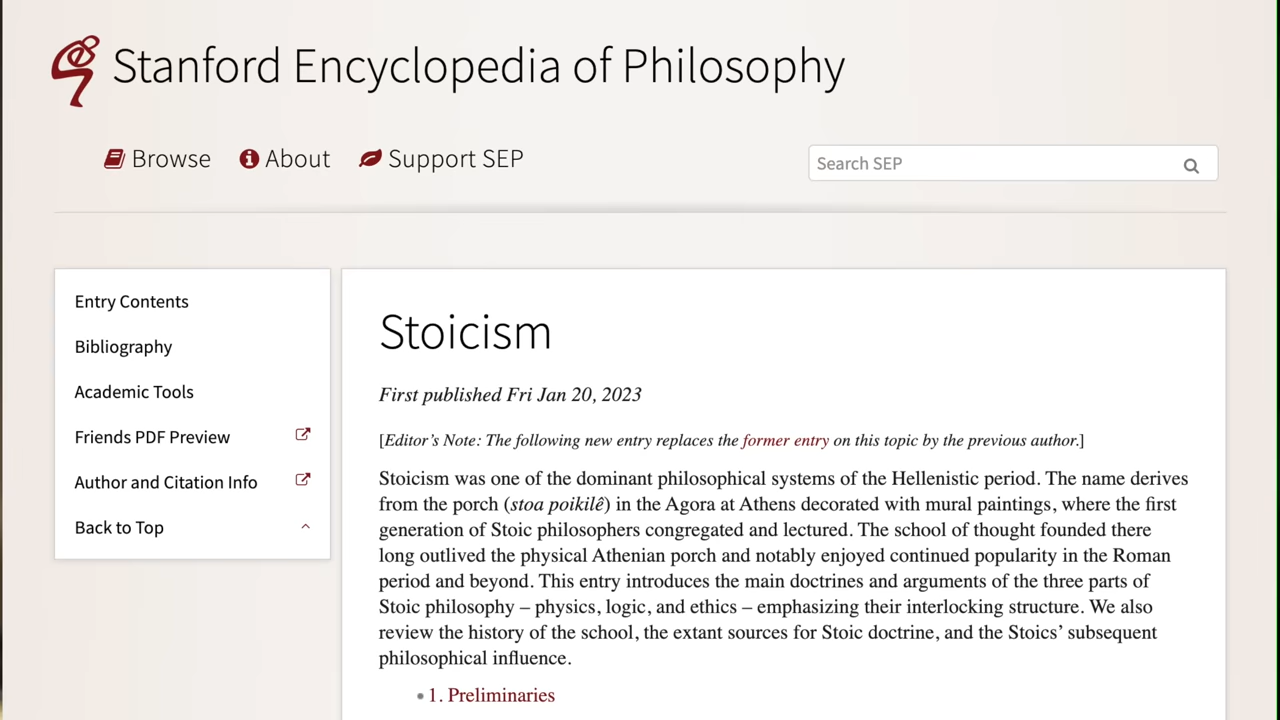 Stanford Encyclopedia of Philosophy
Browse About Support SEP
Search SEP
Entry Contents
Bibliography
Academic Tools
Friends PDF Preview
Author and Citation Info
Back to Top
Stoicism
First published Fri Jan 20, 2023
[Editor's Note: The following new entry replaces the former entry on this topic by the previous author.]
Stoicism was one of the dominant philosophical systems of the Hellenistic period. The name derives
from the porch (stoa poikilê) in the Agora at Athens decorated with mural paintings, where the first
generation of Stoic philosophers congregated and lectured. The school of thought founded there
long outlived the physical Athenian porch and notably enjoyed continued popularity in the Roman
period and beyond. This entry introduces the main doctrines and arguments of the three parts of
Stoic philosophy – physics, logic, and ethics – emphasizing their interlocking structure. We also
review the history of the school, the extant sources for Stoic doctrine, and the Stoics' subsequent
philosophical influence.
• 1. Preliminaries